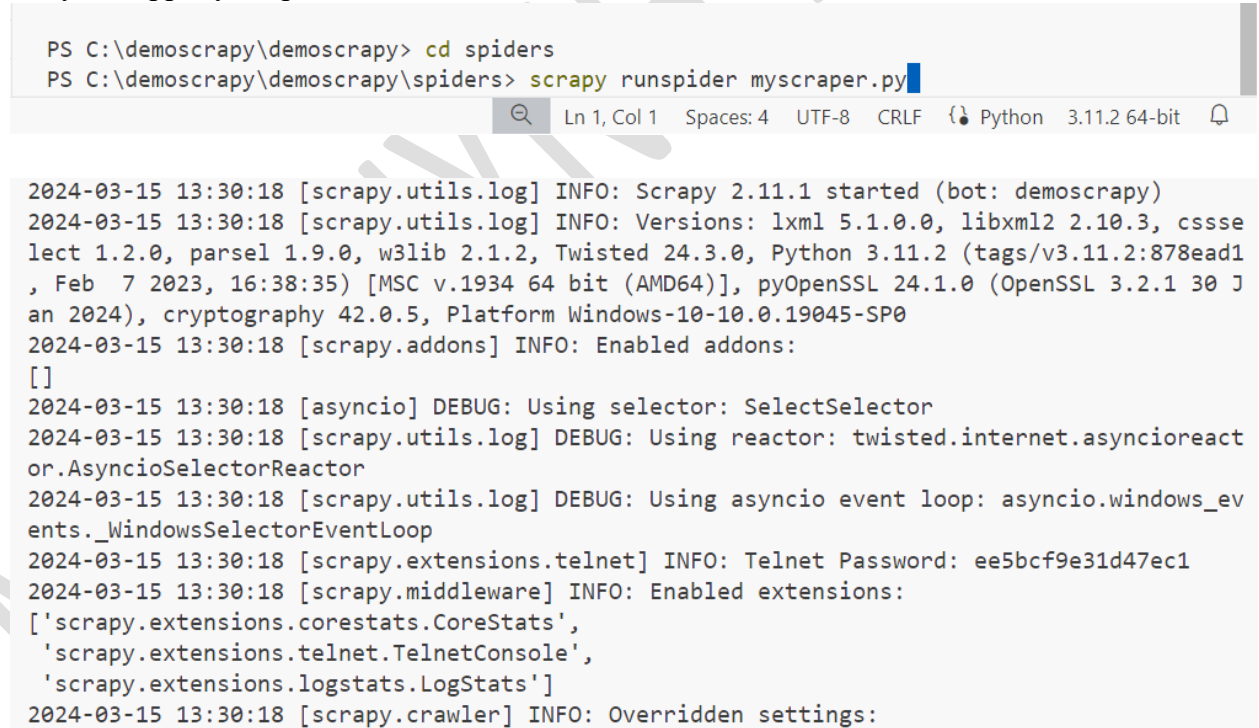 PS C:\demoscrapy\demoscrapy> cd spiders
PS C:\demoscrapy\demoscrapy\spiders> scrapy runspider myscraper.py
Ln 1, Col 1 Spaces: 4 UTF-8 CRLF Python 3.11.2 64-bit
2024-03-15 13:30:18 [scrapy.utils.log] INFO: Scrapy 2.11.1 started (bot: demoscrapy)
2024-03-15 13:30:18 [scrapy.utils.log] INFO: Versions: lxml 5.1.0.0, libxml2 2.10.3, cssse
lect 1.2.0, parsel 1.9.0, w3lib 2.1.2, Twisted 24.3.0, Python 3.11.2 (tags/v3.11.2:878ead1
, Feb  7 2023, 16:38:35) [MSC v.1934 64 bit (AMD64)], pyOpenSSL 24.1.0 (OpenSSL 3.2.1 30 J
an 2024), cryptography 42.0.5, Platform Windows-10-10.0.19045-SP0
2024-03-15 13:30:18 [scrapy.addons] INFO: Enabled addons:
[]
2024-03-15 13:30:18 [asyncio] DEBUG: Using selector: SelectSelector
2024-03-15 13:30:18 [scrapy.utils.log] DEBUG: Using reactor: twisted.internet.asyncioreact
or.AsyncioSelectorReactor
2024-03-15 13:30:18 [scrapy.utils.log] DEBUG: Using asyncio event loop: asyncio.windows_ev
ents._WindowsSelectorEventLoop
2024-03-15 13:30:18 [scrapy.extensions.telnet] INFO: Telnet Password: ee5bcf9e31d47ec1
2024-03-15 13:30:18 [scrapy.middleware] INFO: Enabled extensions:
['scrapy.extensions.corestats.CoreStats',
 'scrapy.extensions.telnet.TelnetConsole',
 'scrapy.extensions.logstats.LogStats']
2024-03-15 13:30:18 [scrapy.crawler] INFO: Overridden settings: